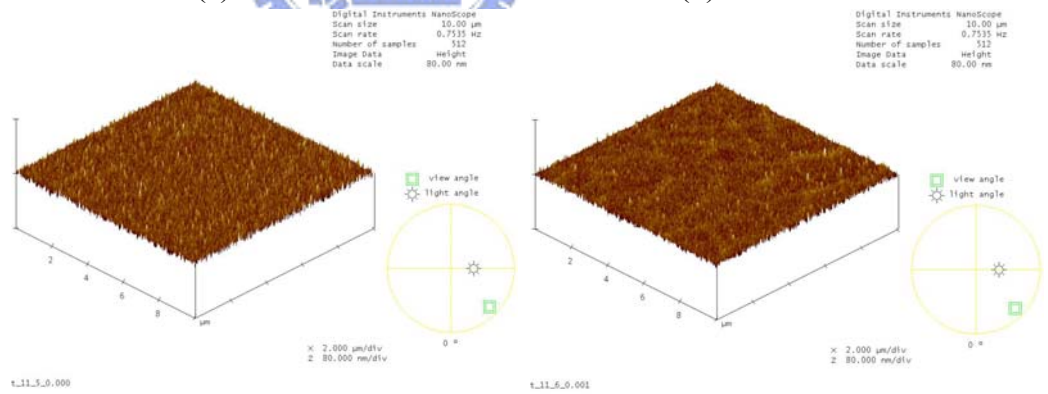 Digital Instruments NanoScope
Scan size 10.00 µm
Scan rate 0.7535 Hz
Number of samples 512
Image Data Height
Data scale 80.00 nm
view angle
light angle
2
4
6
8
µm
0 °
X 2.000 µm/div
Z 80.000 nm/div
t_11_5_0.000
Digital Instruments NanoScope
Scan size 10.00 µm
Scan rate 0.7535 Hz
Number of samples 512
Image Data Height
Data scale 80.00 nm
view angle
light angle
2
4
6
8
µm
0 °
X 2.000 µm/div
Z 80.000 nm/div
t_11_6_0.001